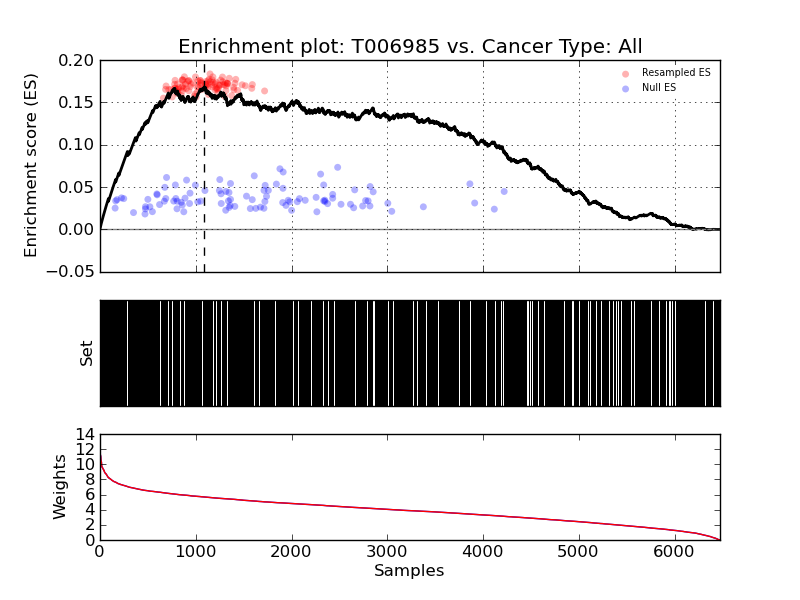 Enrichment plot: T006985 vs. Cancer Type: All
Enrichment score (ES)
0.20
0.15
0.10
0.05
0.00
−0.05
Resampled ES
Null ES
Set
Weights
14
12
10
8
6
4
2
0
0 1000 2000 3000 4000 5000 6000
Samples